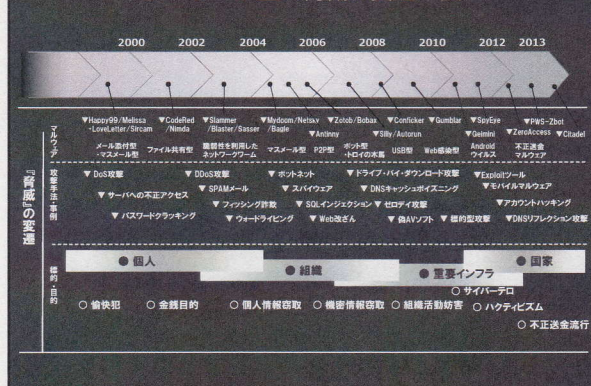 2000 2002 2004 2006 2008 2010 2012 2013
『脅威』の変遷
マルウェア
▼Happy99/Melissa ▼CodeRed ▼Slammer ▼Mydoom/Netsky ▼Zotob/Bobax ▼Conficker ▼Gumblar ▼SpyEye ▼PWS-Zbot
-LoveLetter/Sircam /Nimda /Blaster/Sasser /Bagle ▼Antinny ▼Silly/Autorun ▼Geimini ▼ZeroAccess ▼Citadel
メール添付型 ファイル共有型 脆弱性を利用した -マスメール型 P2P型 ボット型 USB型 Web感染型 Android 不正送金
-マスメール型 ネットワークワーム -トロイの木馬 ウイルス マルウェア
攻撃手法・事例
▼ DoS攻撃 ▼ DDoS攻撃 ▼ ボットネット ▼ ドライブ・バイ・ダウンロード攻撃 ▼Exploitツール
▼ サーバへの不正アクセス ▼ SPAMメール ▼ スパイウェア ▼ DNSキャッシュポイズニング ▼モバイルマルウェア
▼ フィッシング詐欺 ▼ SQLインジェクション ▼ ゼロデイ攻撃 ▼アカウントハッキング
▼ パスワードクラッキング ▼ ウォードライビング ▼ Web改ざん ▼ 偽AVソフト ▼ 標的型攻撃 ▼DNSリフレクション攻撃
標的・目的
● 個人 ● 国家
● 組織 ● 重要インフラ
○ サイバーテロ
○ 愉快犯 ○ 金銭目的 ○ 個人情報窃取 ○ 機密情報窃取 ○ 組織活動妨害 ○ ハクティビズム
○ 不正送金流行